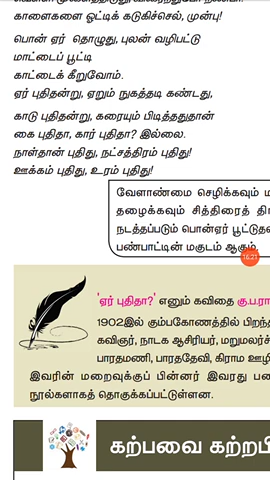 காளைகளை ஓட்டிக் கடுகிச்செல், முன்பு!
பொன் ஏர் தொழுது, புலன் வழிபட்டு
மாட்டைப் பூட்டி
காட்டைக் கீறுவோம்.
ஏர் புதிதன்று, ஏறும் நுகத்தடி கண்டது,
காடு புதிதன்று, கரையும் பிடித்ததுதான்
கை புதிதா, கார் புதிதா? இல்லை.
நாள்தான் புதிது, நட்சத்திரம் புதிது!
ஊக்கம் புதிது, உரம் புதிது!
வேளாண்மை செழிக்கவும் ம
தழைக்கவும் சித்திரைத் தி
நடத்தப்படும் பொன்ஏர் பூட்டுத
பண்பாட்டின் மகுடம் ஆகும்.
16:21
'ஏர் புதிதா?' எனும் கவிதை கு.ப.ரா
1902இல் கும்பகோணத்தில் பிறந்த
கவிஞர், நாடக ஆசிரியர், மறுமலர்ச்
பாரதமணி, பாரததேவி, கிராம ஊழி
இவரின் மறைவுக்குப் பின்னர் இவரது ப
நூல்களாகத் தொகுக்கப்பட்டுள்ளன.
கற்பவை கற்றபி